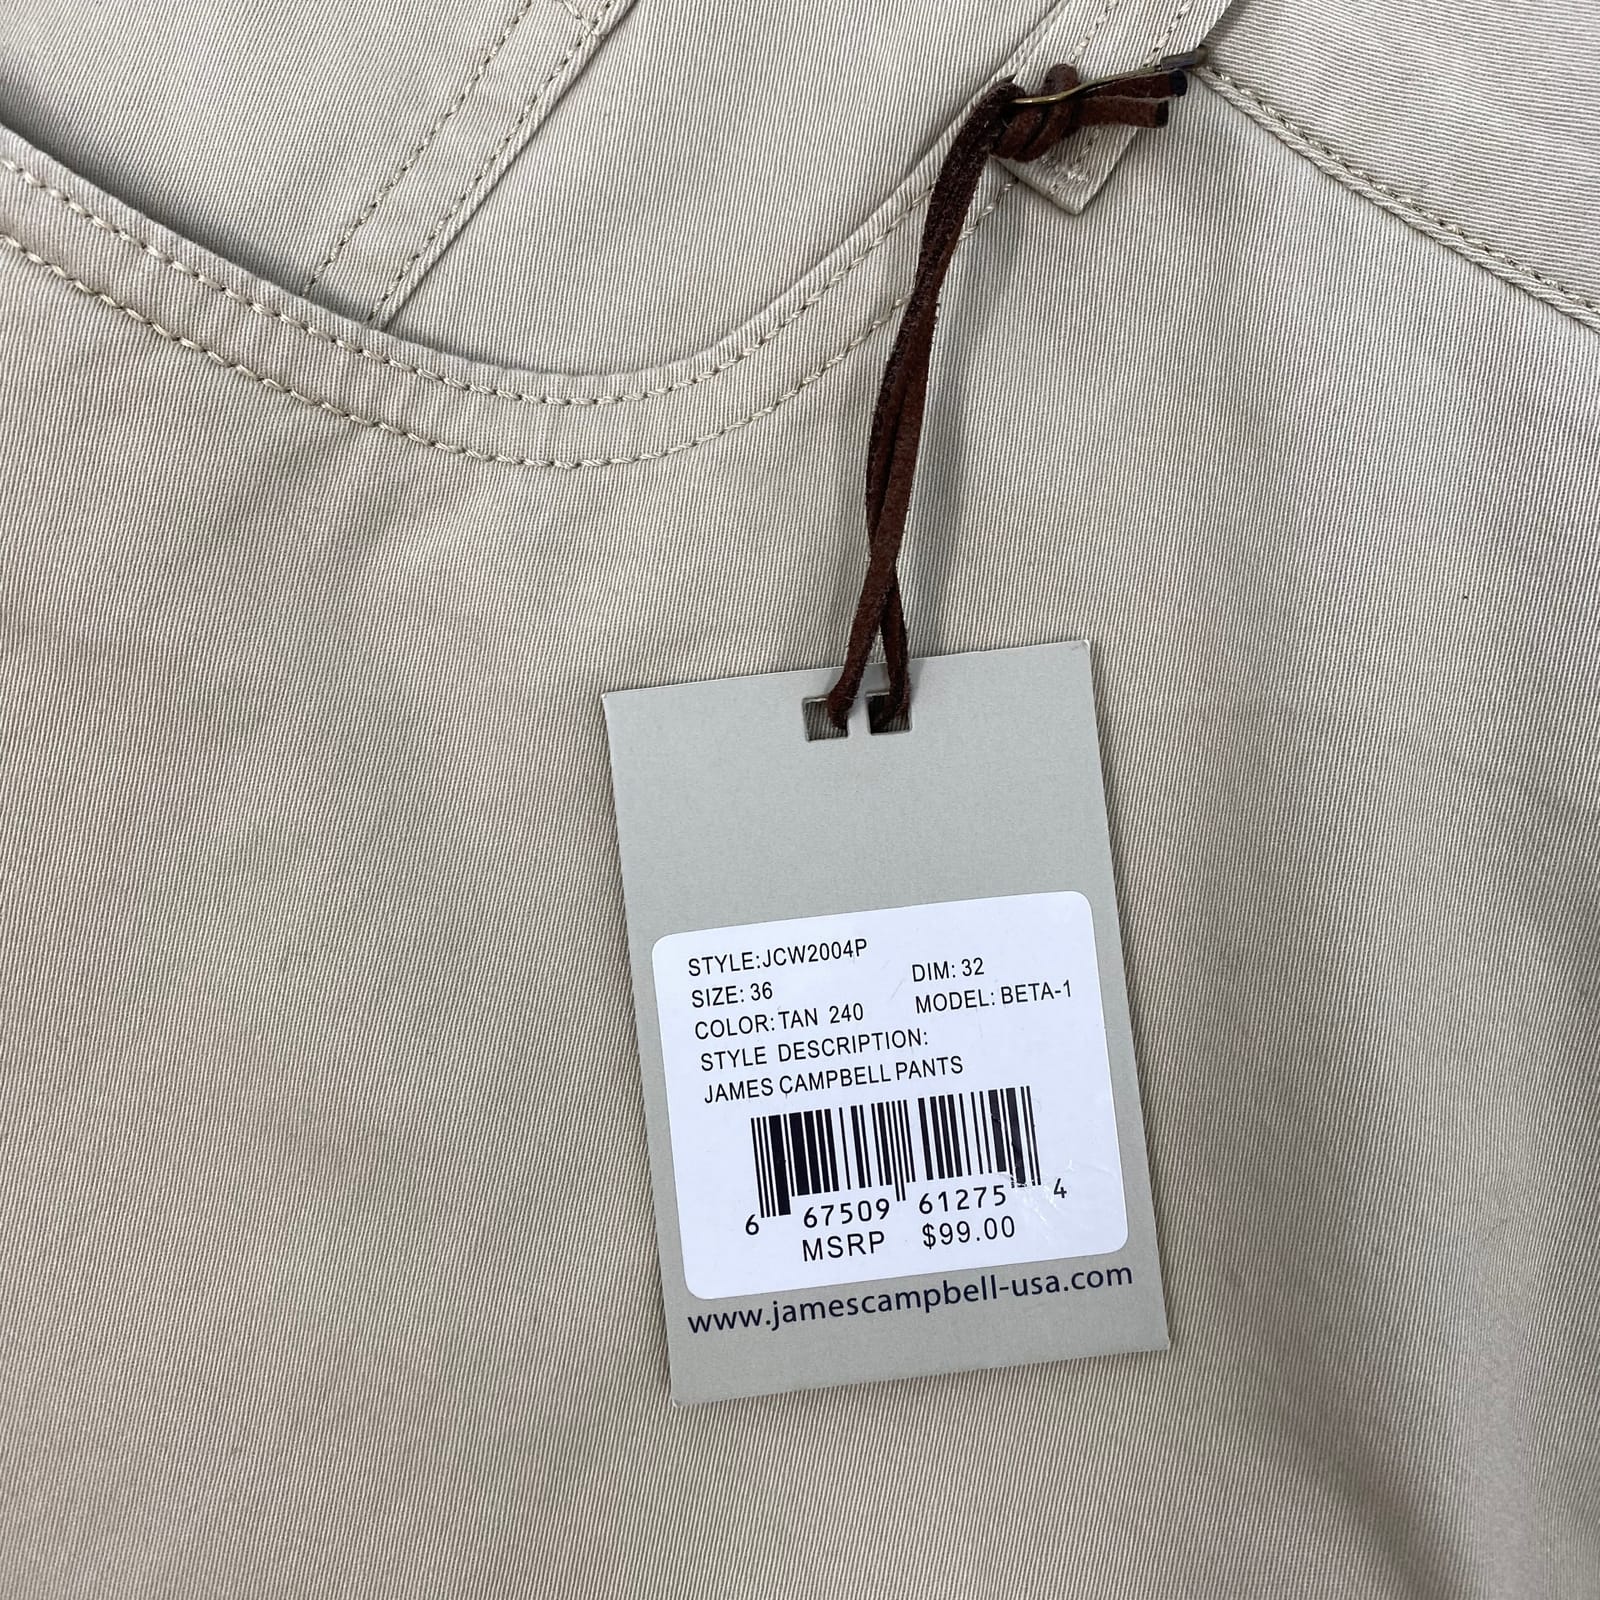 STYLE:JCW2004P
SIZE: 36 DIM: 32
COLOR: TAN 240 MODEL: BETA-1
STYLE DESCRIPTION:
JAMES CAMPBELL PANTS
6 67509 61275 4
MSRP $99.00
www.jamescampbell-usa.com